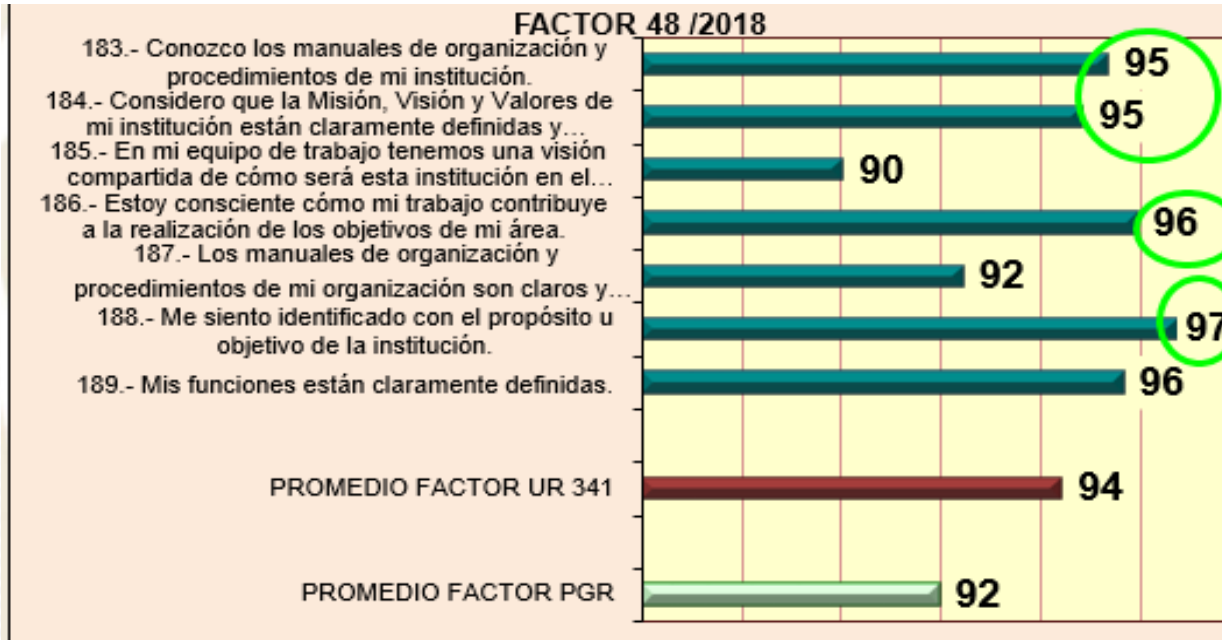 FACTOR 48 /2018
183.- Conozco los manuales de organización y
procedimientos de mi institución.
95
184.- Considero que la Misión, Visión y Valores de
mi institución están claramente definidas y…
95
185.- En mi equipo de trabajo tenemos una visión
compartida de cómo será esta institución en el…
90
186.- Estoy consciente cómo mi trabajo contribuye
a la realización de los objetivos de mi área.
96
187.- Los manuales de organización y
procedimientos de mi organización son claros y…
92
188.- Me siento identificado con el propósito u
objetivo de la institución.
97
189.- Mis funciones están claramente definidas.
96
PROMEDIO FACTOR UR 341
94
PROMEDIO FACTOR PGR
92